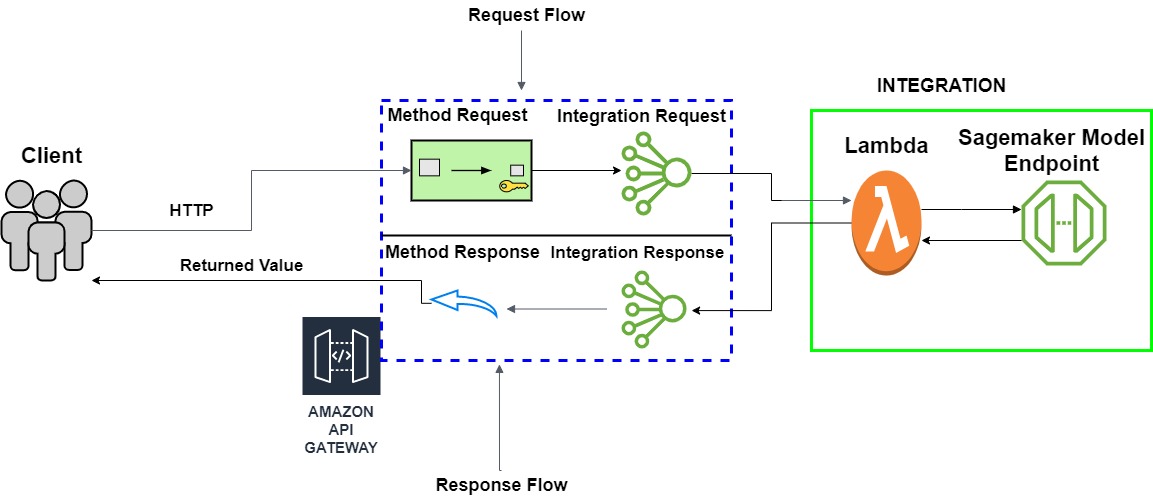 Request Flow
INTEGRATION
Method Request
Integration Request
Lambda
Sagemaker Model
Endpoint
Client
HTTP
Method Response
Integration Response
Returned Value
</>
AMAZON
API
GATEWAY
Response Flow